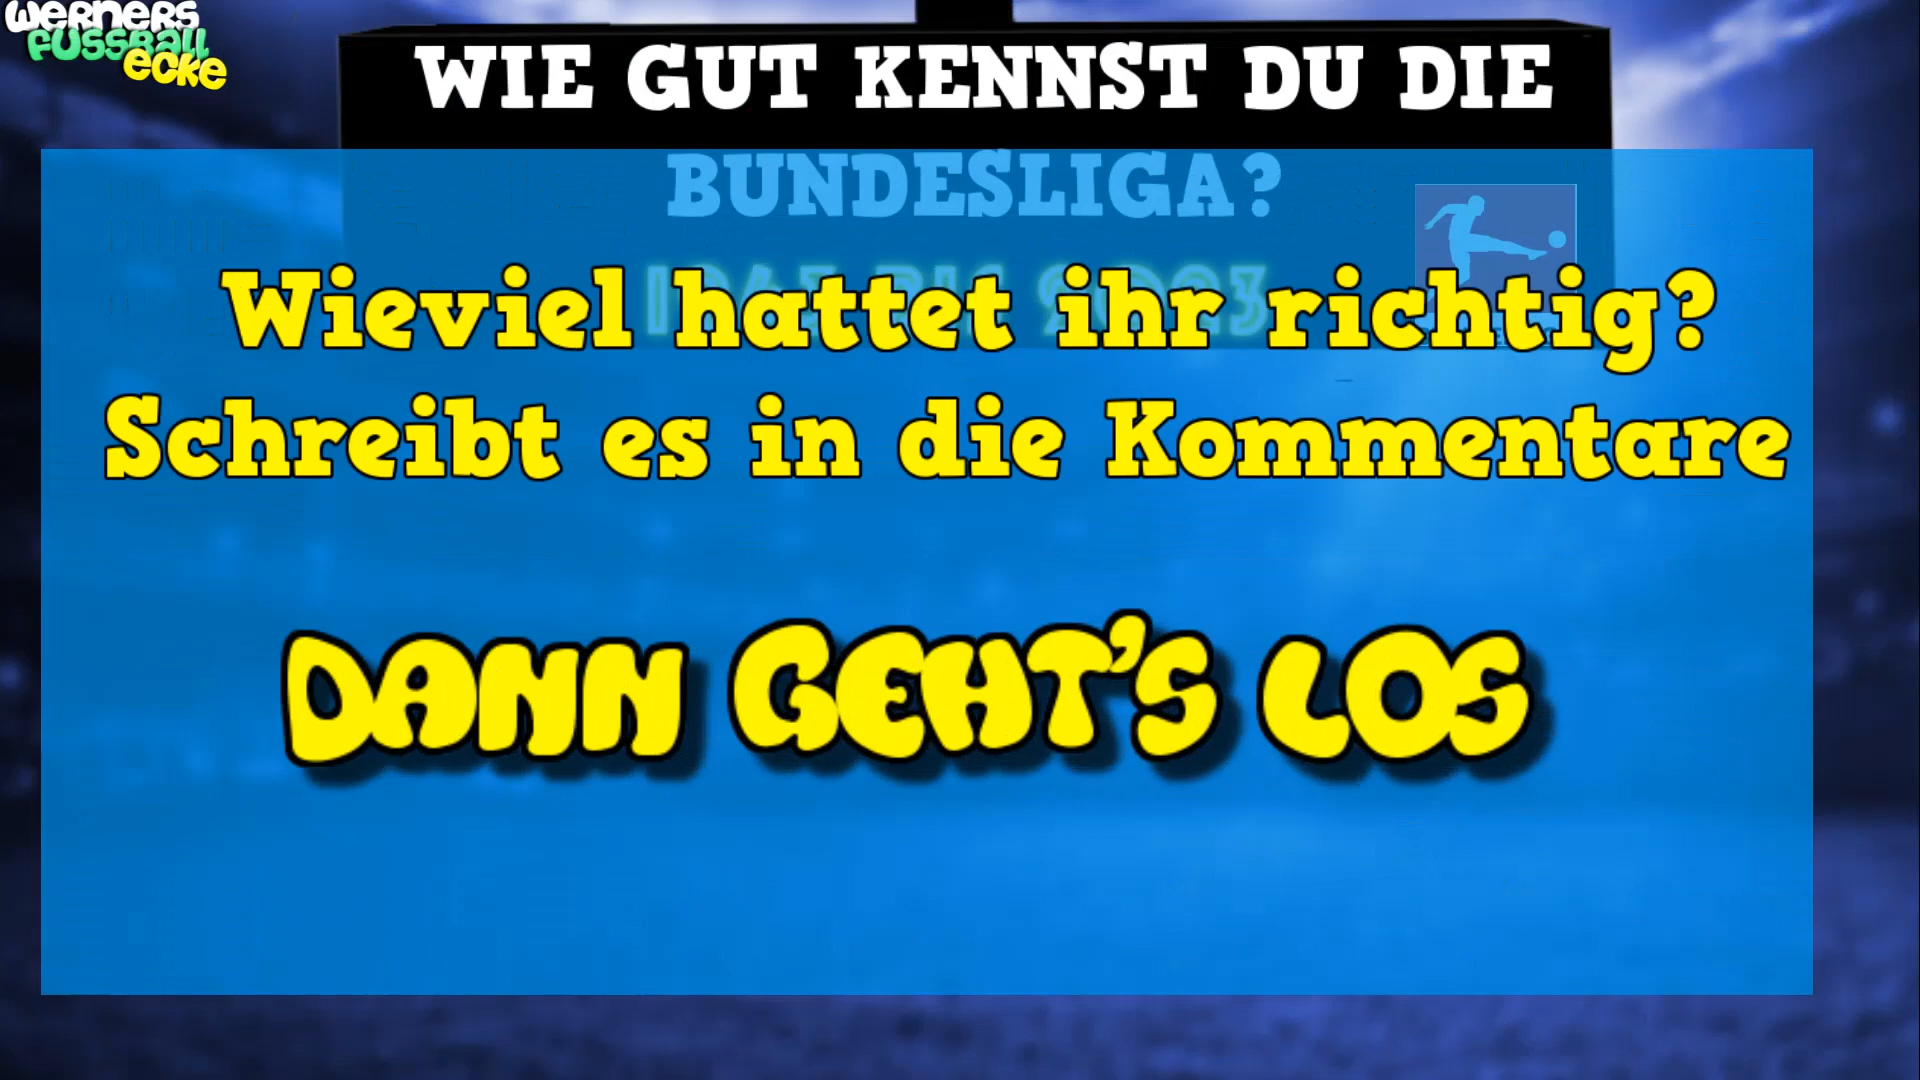 WERNERS
FUSSBALL
ECKE
WIE GUT KENNST DU DIE
BUNDESLIGA?
Wieviel hattet ihr richtig?
Schreibt es in die Kommentare
DANN GEHT'S LOS